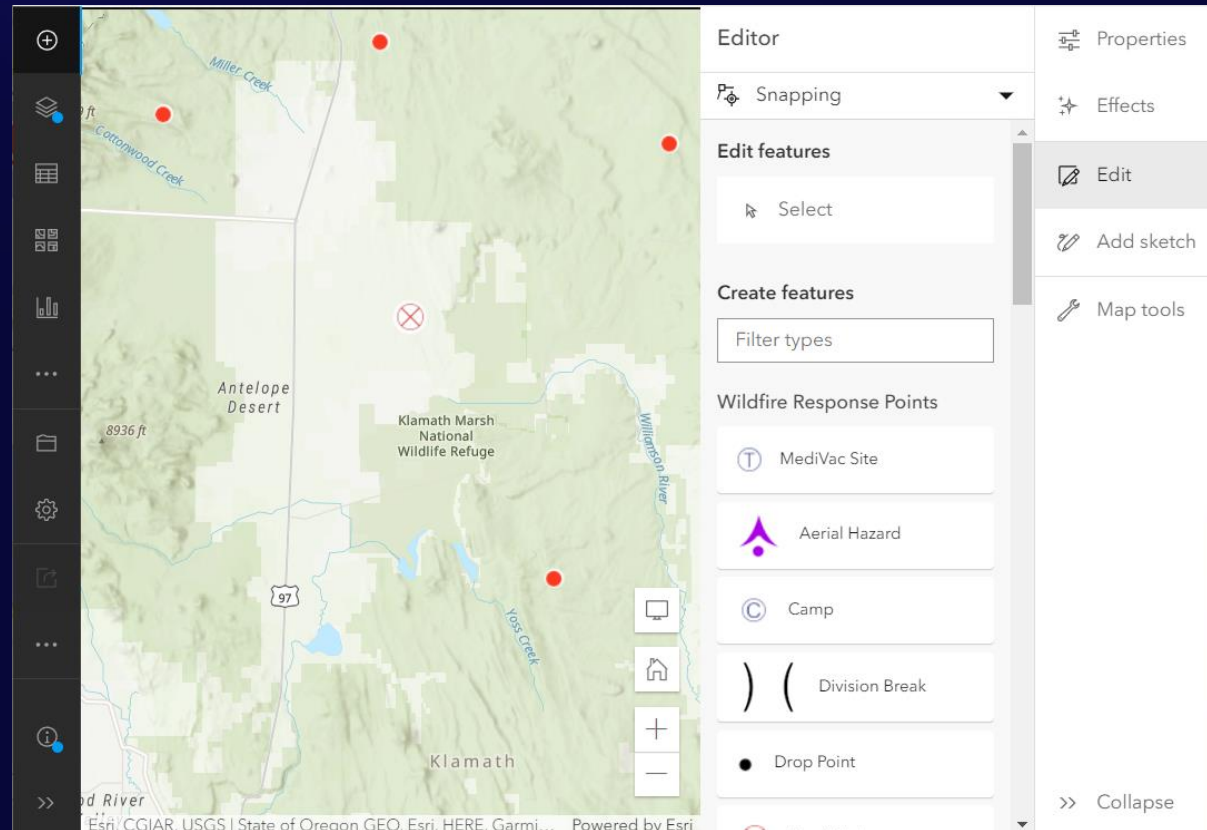 Miller Creek
ft
Cottonwood Creek
Antelope
Desert
8936 ft
Klamath Marsh
National
Wildlife Refuge
Williamson River
97
Yoss Creek
Klamath
d River
Esri, CGIAR, USGS | State of Oregon GEO, Esri, HERE, Garmi... Powered by Esri
Editor
Snapping
Edit features
Select
Create features
Filter types
Wildfire Response Points
T MediVac Site
Aerial Hazard
C Camp
) ( Division Break
Drop Point
Properties
Effects
Edit
Add sketch
Map tools
Collapse